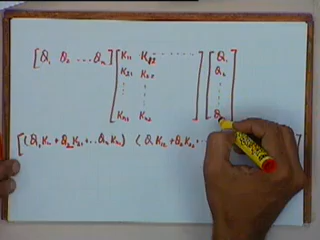 [Q₁ Q₂ ... Qₙ] [K₁₁ K₁₂ ........ ] [Q₁
K₂₁ K₂₂ Q₂
Kₙ₁ Kₙ₂ Qₙ]
[(Q₁K₁₁ + Q₂K₂₁ + ... QₙKₙ₁) (Q₁K₁₂ + Q₂K₂₂ ...